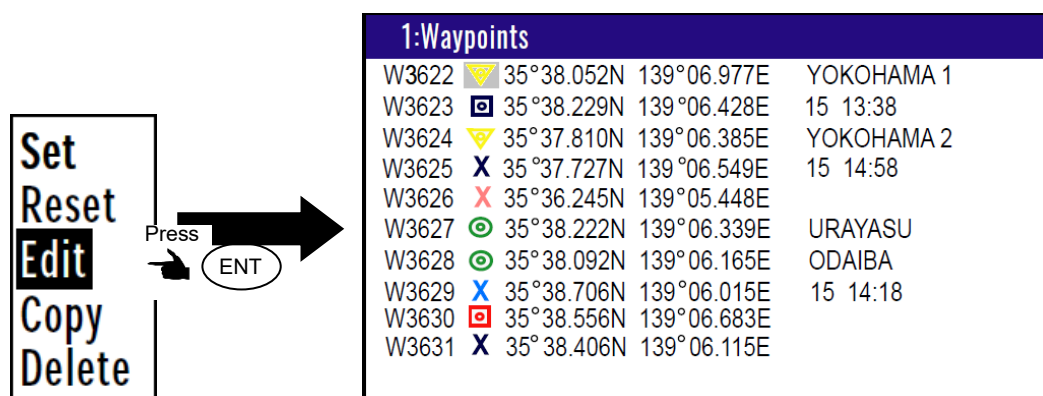 Set
Reset
Edit
Copy
Delete
Press
ENT
1:Waypoints
W3622 35°38.052N 139°06.977E YOKOHAMA 1
W3623 35°38.229N 139°06.428E 15 13:38
W3624 35°37.810N 139°06.385E YOKOHAMA 2
W3625 X 35°37.727N 139°06.549E 15 14:58
W3626 X 35°36.245N 139°05.448E
W3627 35°38.222N 139°06.339E URAYASU
W3628 35°38.092N 139°06.165E ODAIBA
W3629 X 35°38.706N 139°06.015E 15 14:18
W3630 35°38.556N 139°06.683E
W3631 X 35°38.406N 139°06.115E